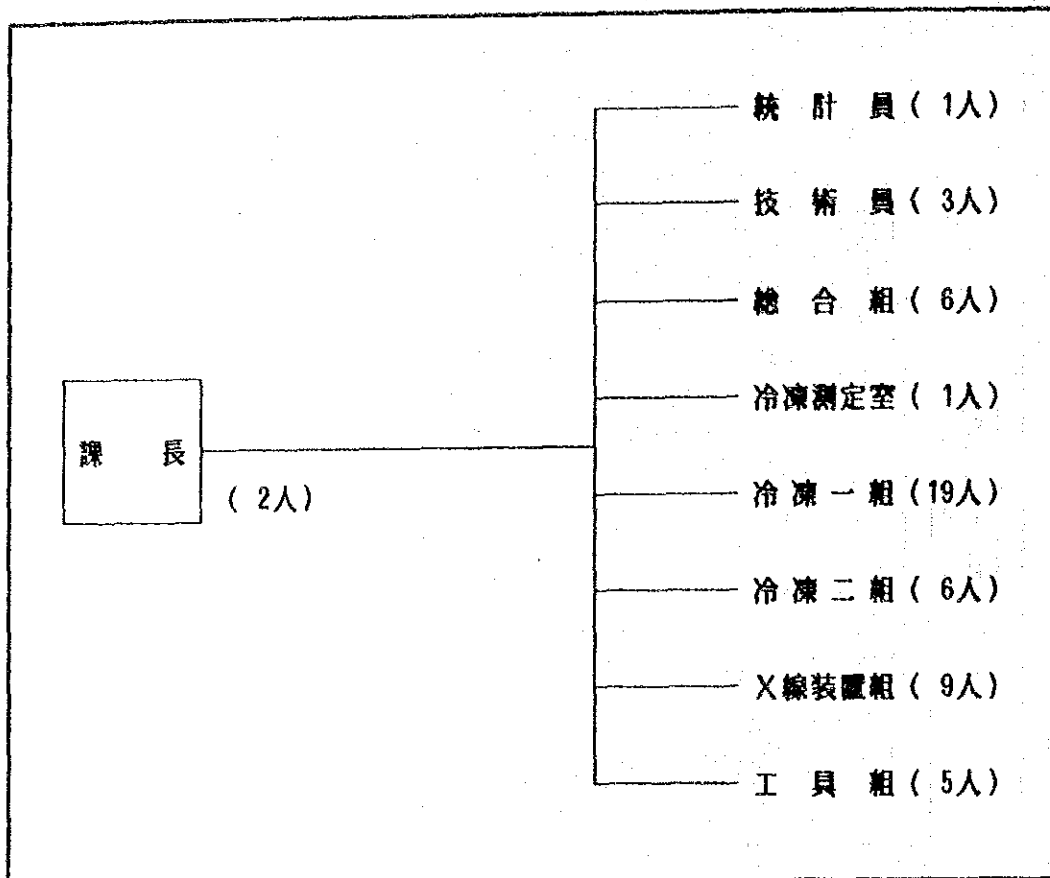 統計員 ( 1人)
技術員 ( 3人)
総合組 ( 6人)
冷凍測定室 ( 1人)
課長
( 2人)
冷凍一組 (19人)
冷凍二組 ( 6人)
X線装置組 ( 9人)
工具組 ( 5人)